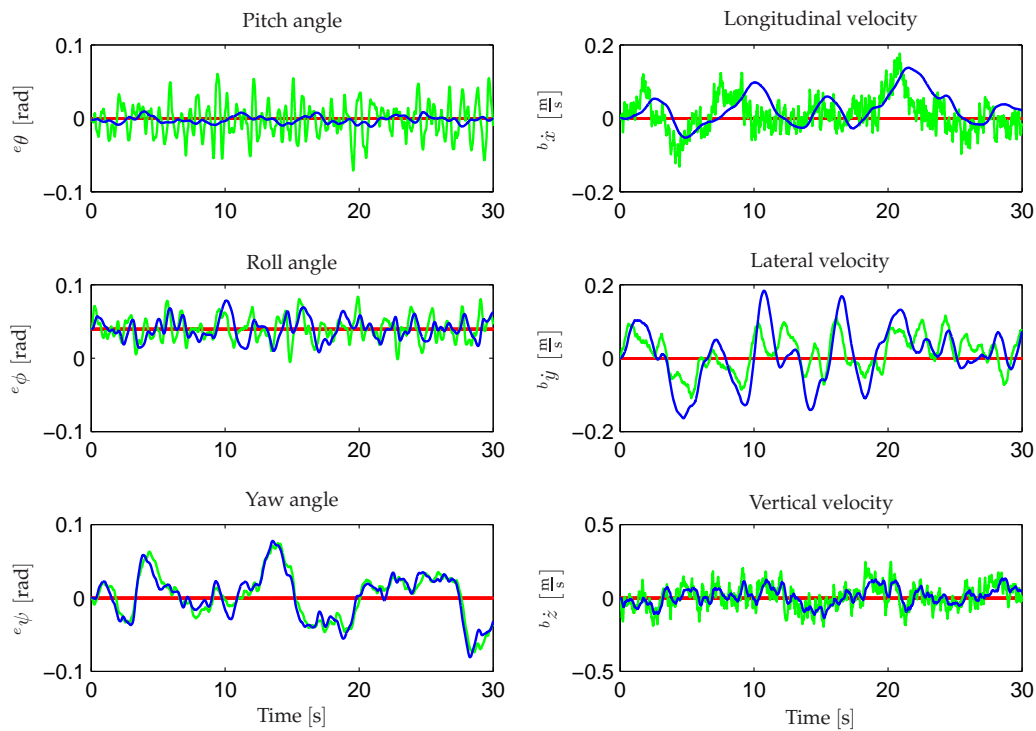 Pitch angle
0.1
0
−0.1
ᵉθ [rad]
0 10 20 30
Longitudinal velocity
0.2
0
−0.2
ᵇẋ [m/s]
0 10 20 30
Roll angle
0.1
0
−0.1
ᵉϕ [rad]
0 10 20 30
Lateral velocity
0.2
0
−0.2
ᵇẏ [m/s]
0 10 20 30
Yaw angle
0.1
0
−0.1
ᵉψ [rad]
0 10 20 30
Time [s]
Vertical velocity
0.5
0
−0.5
ᵇż [m/s]
0 10 20 30
Time [s]